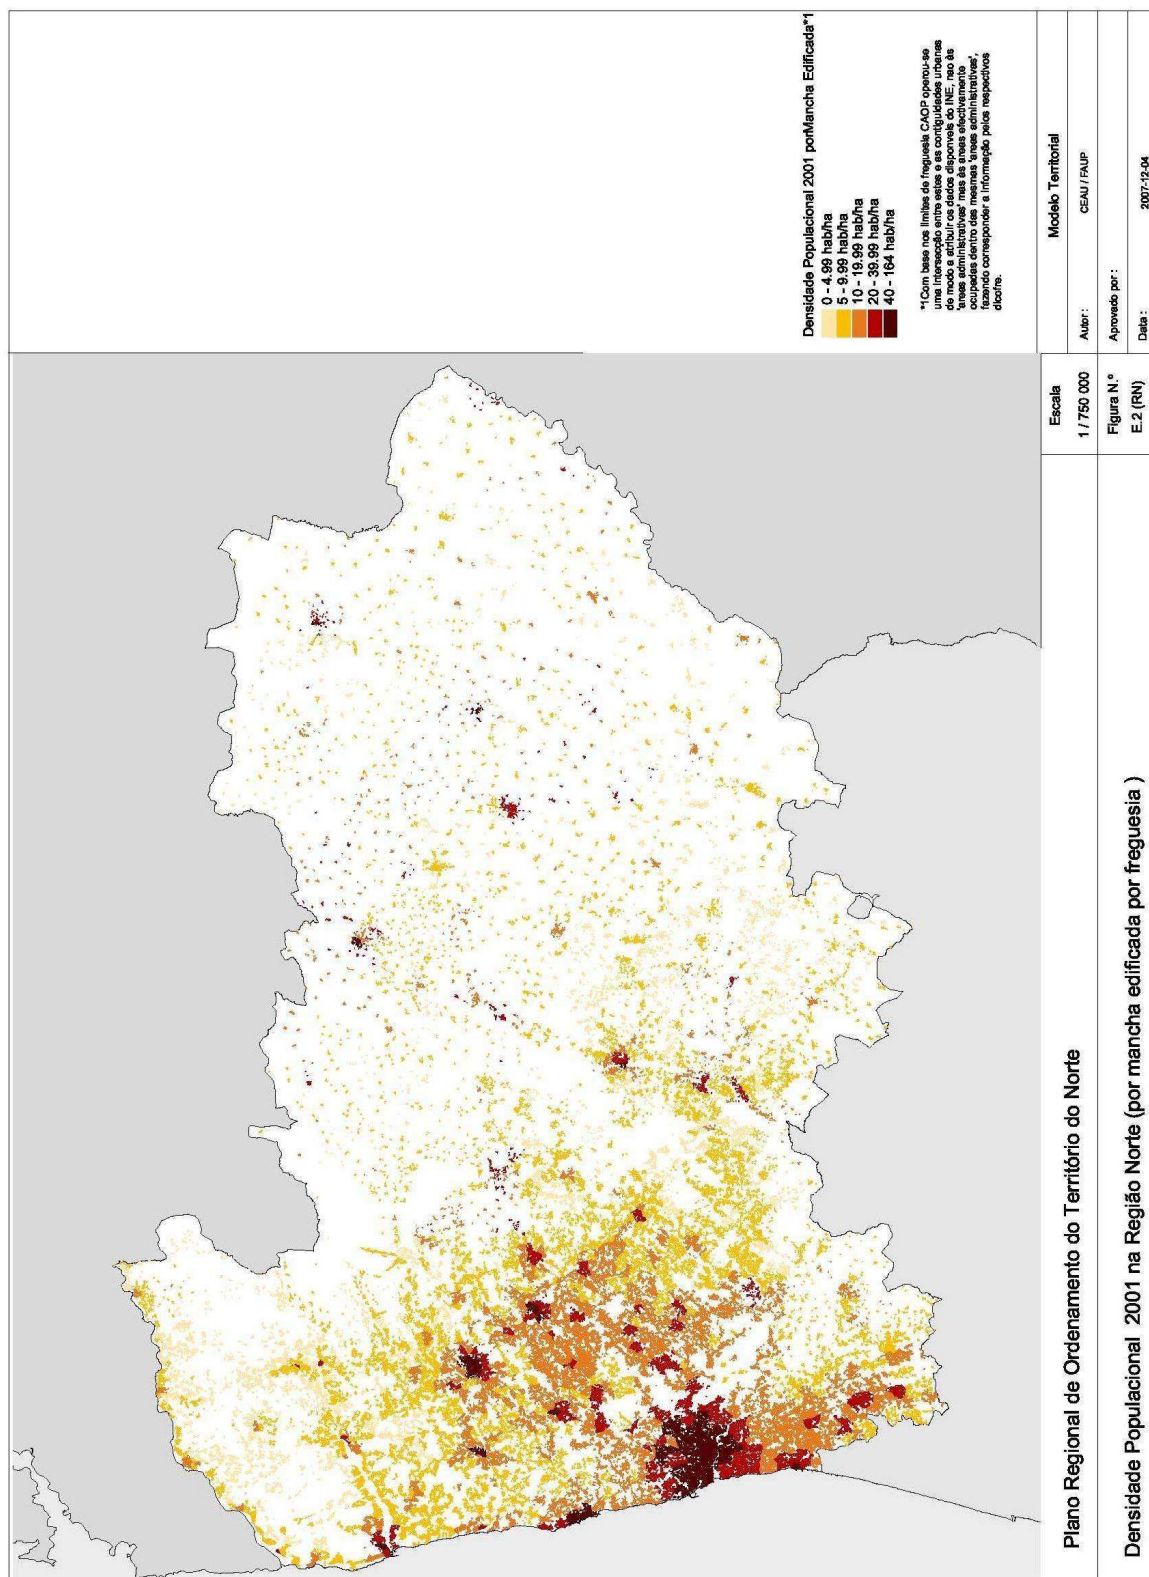 Densidade Populacional 2001 porMancha Edificada*1
0 - 4.99 hab/ha
5 - 9.99 hab/ha
10 - 19.99 hab/ha
20 - 39.99 hab/ha
40 - 164 hab/ha
*1Com base nos limites de freguesia CAOP operou-se
uma intersecção entre estes e as contiguidades urbanas
de modo a atribuir os dados disponveis do INE, nao às
'areas administrativas' mas às areas efectivamente
ocupadas dentro das mesmas 'areas administrativas',
fazendo corresponder a informação pelos respectivos
dicofre.
Plano Regional de Ordenamento do Território do Norte
Escala
1 / 750 000
Modelo Territorial
Autor :
CEAU / FAUP
Densidade Populacional 2001 na Região Norte (por mancha edificada por freguesia )
Figura N.º
E.2 (RN)
Aprovado por :
Data :
2007-12-04